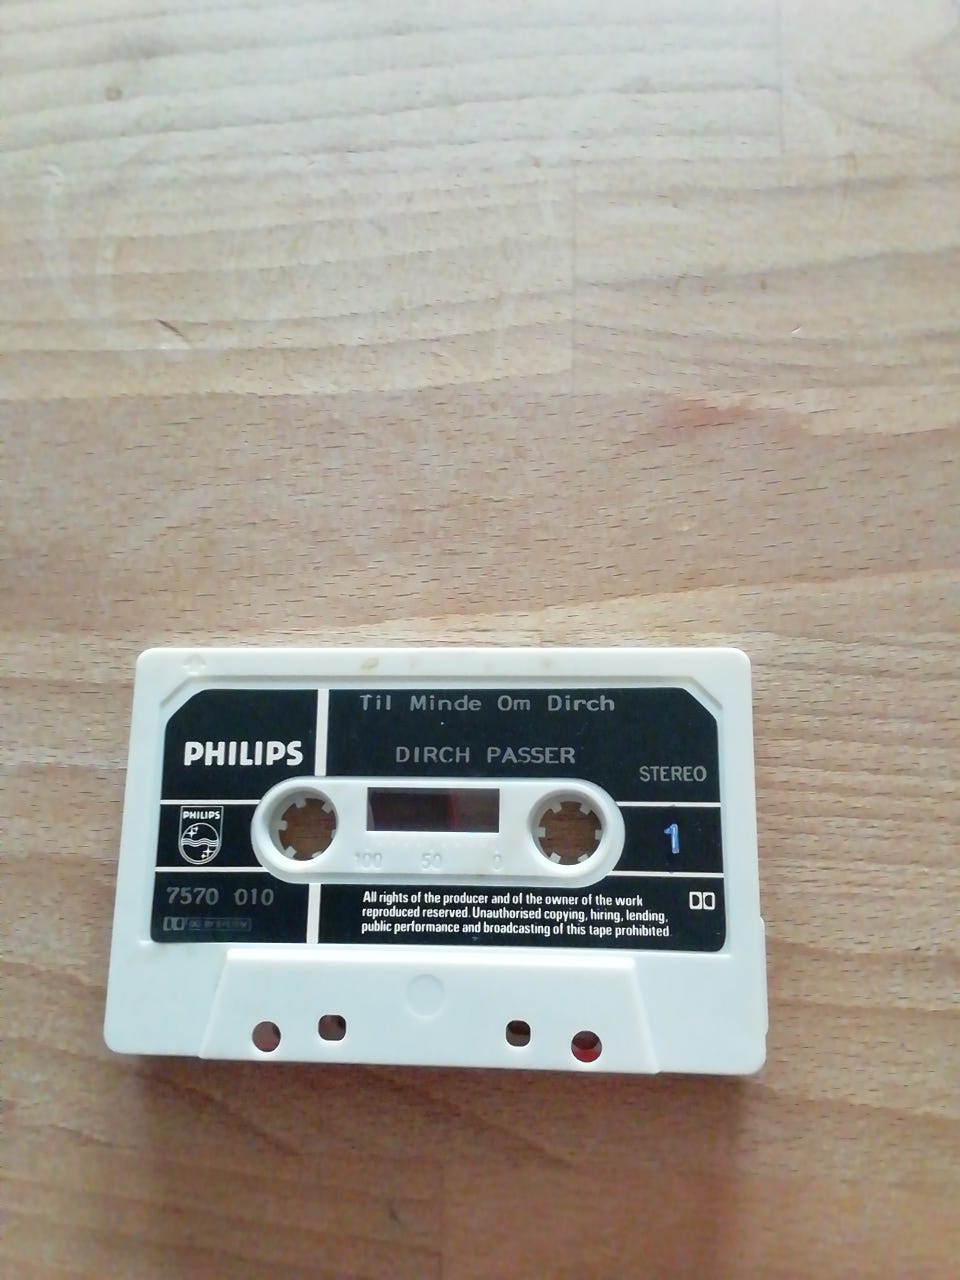 Til Minde Om Dirch
DIRCH PASSER
PHILIPS
STEREO
PHILIPS
1
100 50 0
7570 010
All rights of the producer and of the owner of the work
reproduced reserved. Unauthorised copying, hiring, lending,
public performance and broadcasting of this tape prohibited